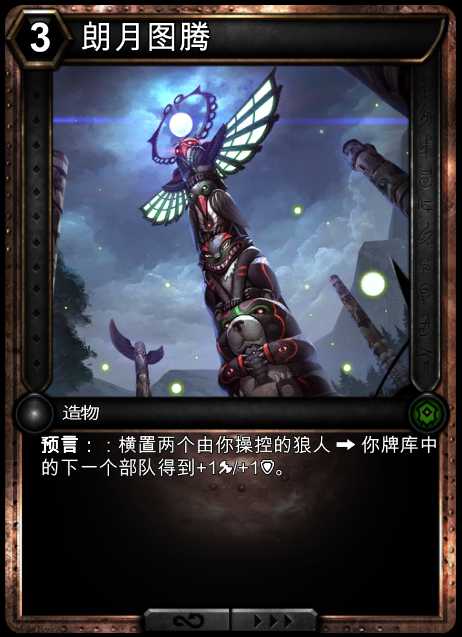 3
朗月图腾
造物
预言：：横置两个由你操控的狼人➡你牌库中
的下一个部队得到+1/+1。